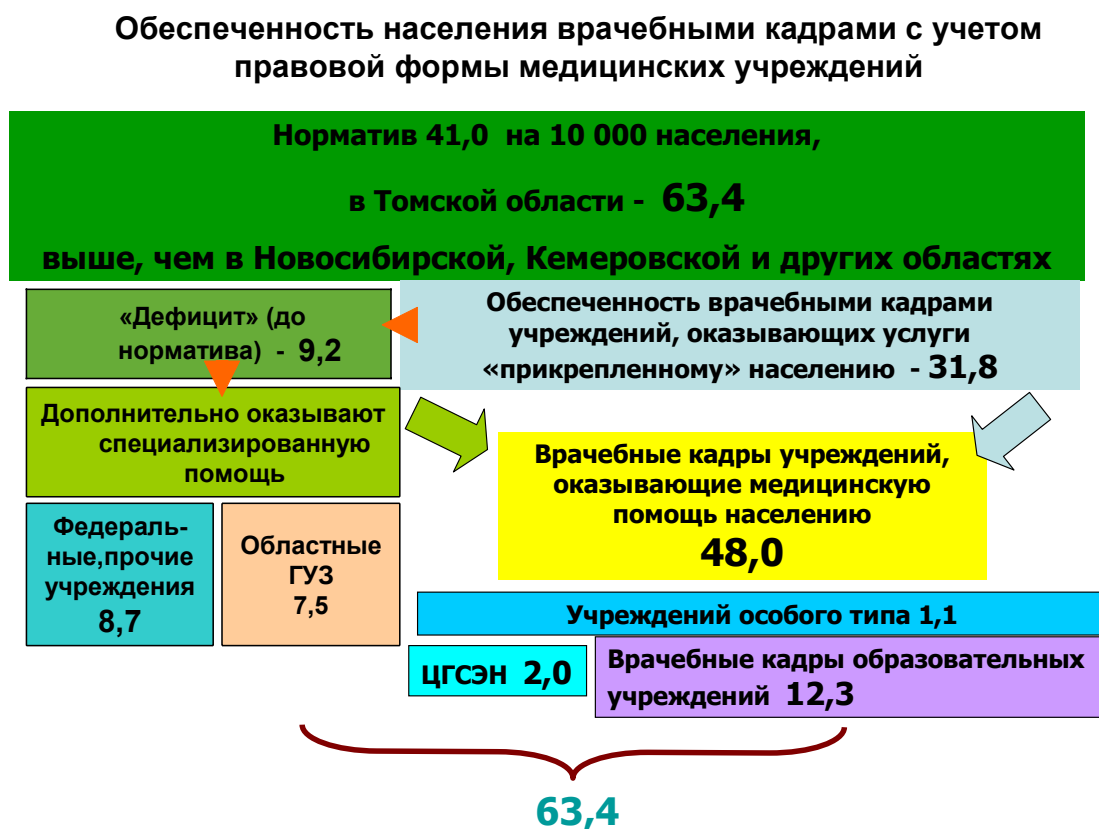 Обеспеченность населения врачебными кадрами с учетом
правовой формы медицинских учреждений
Норматив 41,0 на 10 000 населения,
в Томской области - 63,4
выше, чем в Новосибирской, Кемеровской и других областях
«Дефицит» (до
норматива) - 9,2
Обеспеченность врачебными кадрами
учреждений, оказывающих услуги
«прикрепленному» населению - 31,8
Дополнительно оказывают
специализированную
помощь
Врачебные кадры учреждений,
оказывающие медицинскую
помощь населению
48,0
Федераль-
ные,прочие
учреждения
8,7
Областные
ГУЗ
7,5
Учреждений особого типа 1,1
ЦГСЭН 2,0
Врачебные кадры образовательных
учреждений 12,3
63,4